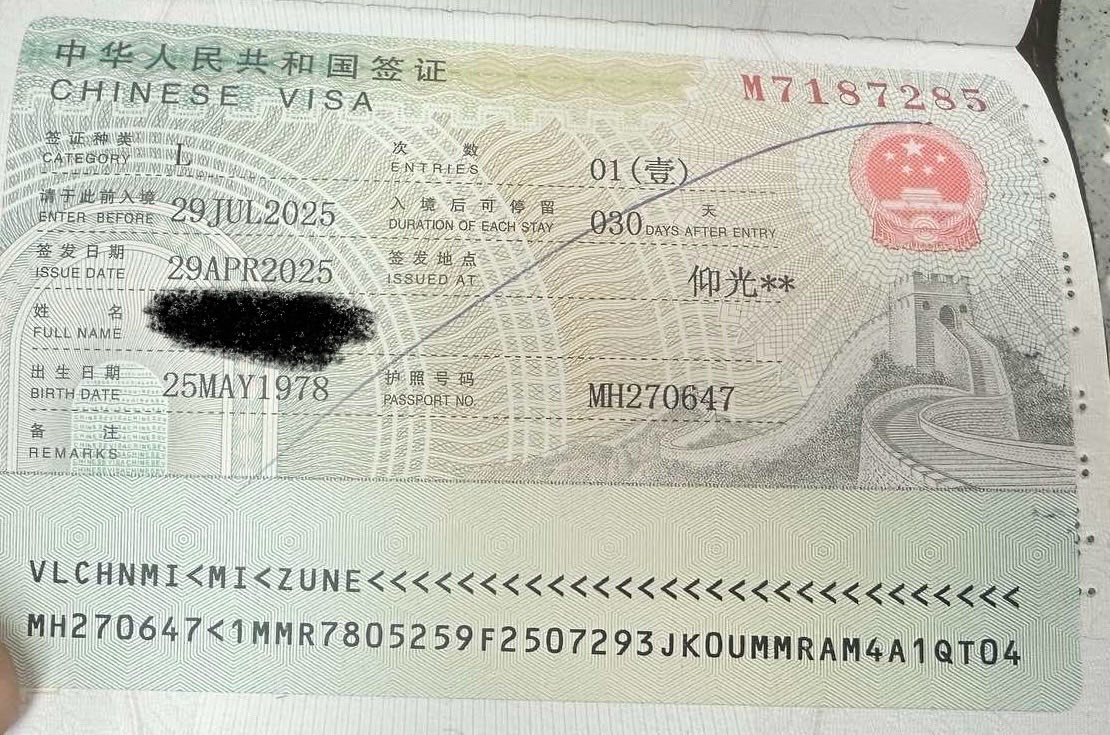 中华人民共和国签证
CHINESE VISA
M7187285
签证种类
CATEGORY L
次数
ENTRIES 01(壹)
请于此前入境
ENTER BEFORE 29JUL2025
入境后可停留 天
DURATION OF EACH STAY 030 DAYS AFTER ENTRY
签发日期
ISSUE DATE 29APR2025
签发地点
ISSUED AT 仰光**
姓名
FULL NAME
出生日期
BIRTH DATE 25MAY1978
护照号码
PASSPORT NO. MH270647
备注
REMARKS
VLCHNMI<MI<ZUNE<<<<<<<<<<<<<<<<<<<<<<<<<<<<<
MH270647<1MMR7805259F2507293JKOUMMRAM4A1QT04